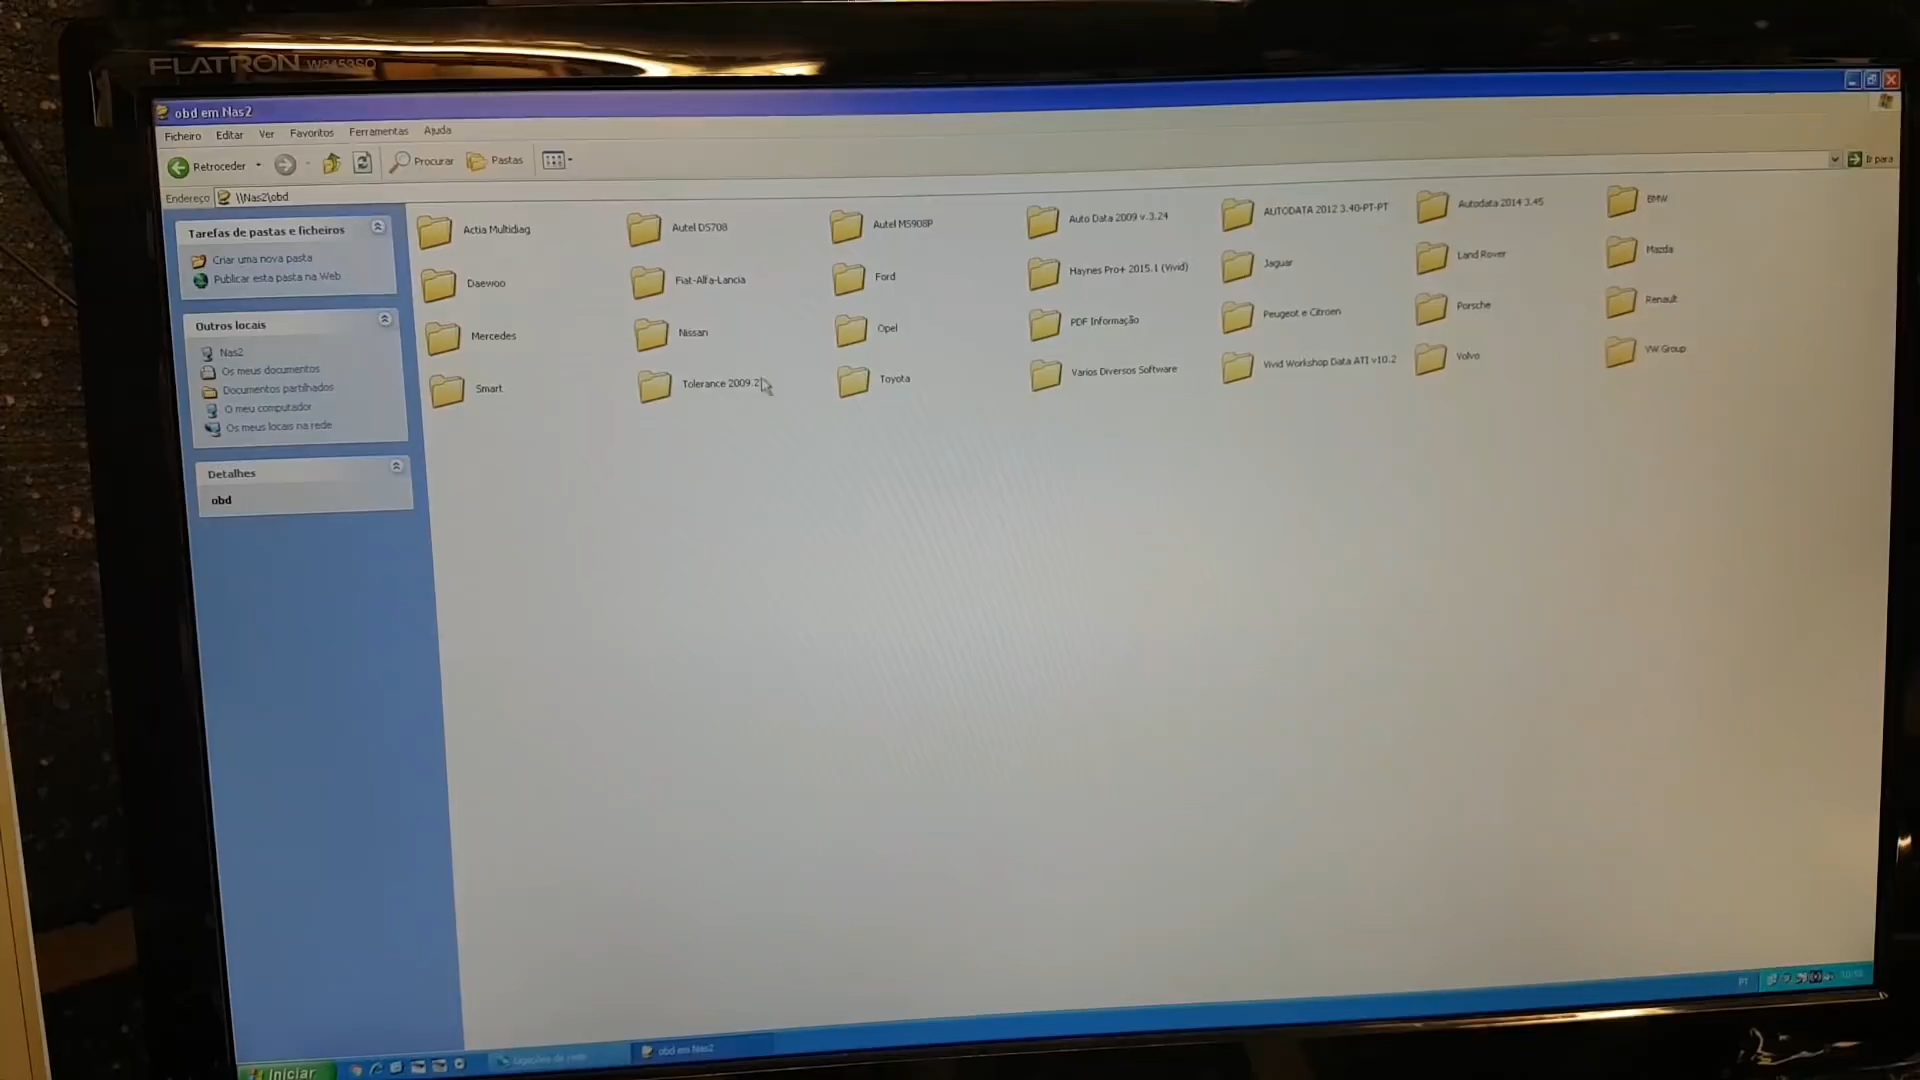 FLATRON W2453SQ
obd em Nas2
Ficheiro Editar Ver Favoritos Ferramentas Ajuda
Retroceder Procurar Pastas
Endereço \\Nas2\obd Ir para
Tarefas de pastas e ficheiros
Criar uma nova pasta
Publicar esta pasta na Web
Outros locais
Nas2
Os meus documentos
Documentos partilhados
O meu computador
Os meus locais na rede
Detalhes
obd
Actia Multidiag Autel DS708 Autel MS908P Auto Data 2009 v.3.24 AUTODATA 2012 3.40-PT-PT Autodata 2014 3.45 BMW
Daewoo Fiat-Alfa-Lancia Ford Haynes Pro+ 2015.1 (Vivid) Jaguar Land Rover Mazda
Mercedes Nissan Opel PDF Informação Peugeot e Citroen Porsche Renault
Smart Tolerance 2009.2 Toyota Varios Diversos Software Vivid Workshop Data ATI v10.2 Volvo VW Group
Iniciar Ligações de rede obd em Nas2 PT